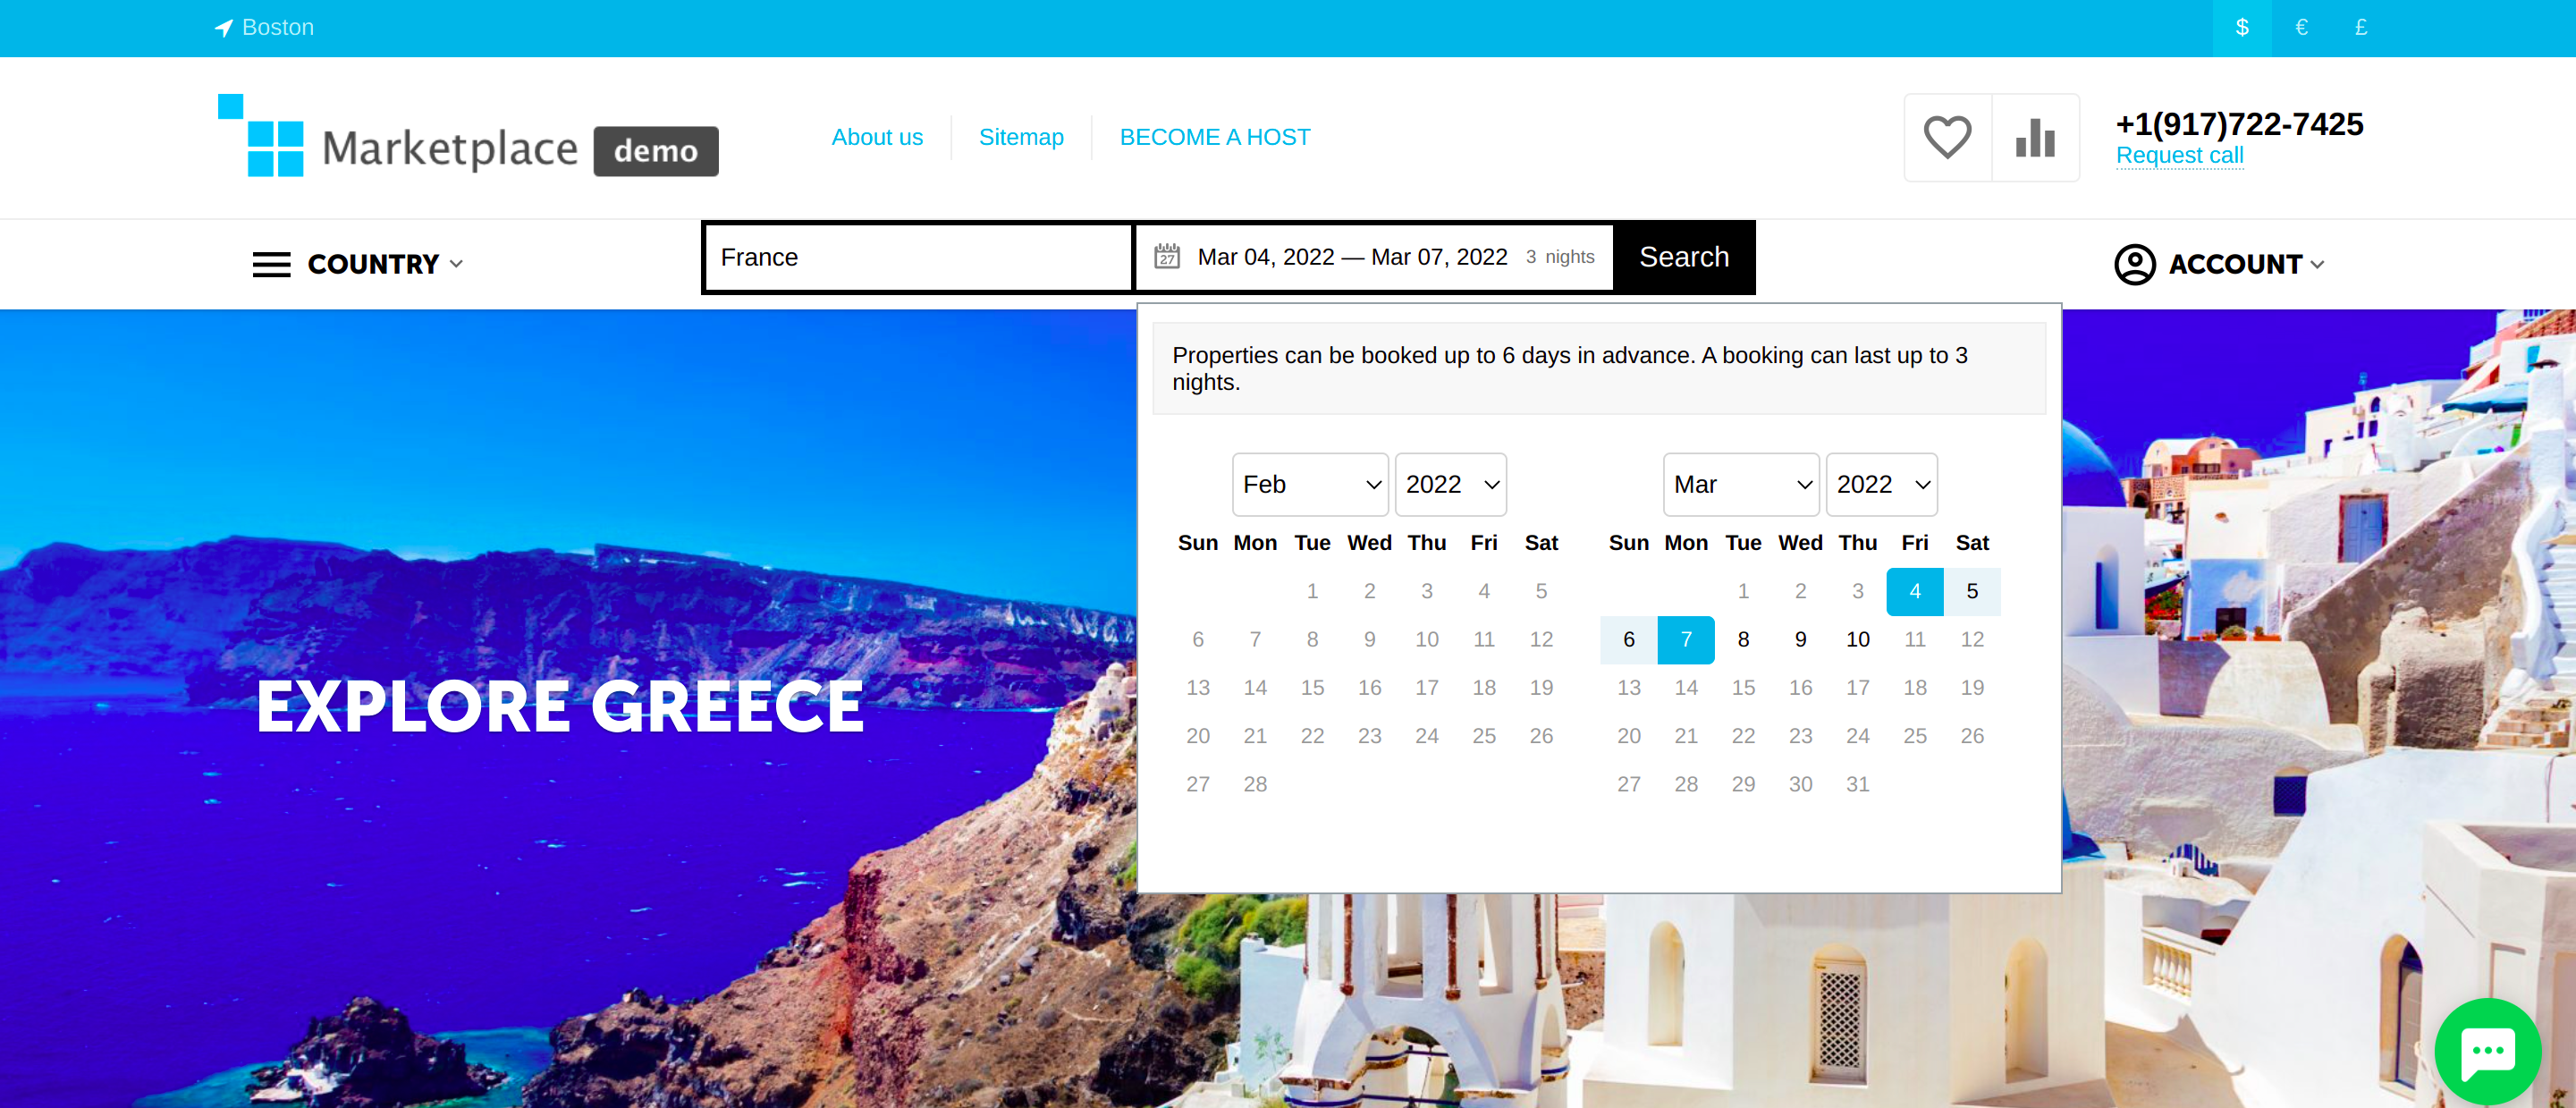 Boston
$ € £
Marketplace demo
About us
Sitemap
BECOME A HOST
+1(917)722-7425
Request call
COUNTRY
France
27
Mar 04, 2022 — Mar 07, 2022 3 nights
Search
ACCOUNT
Properties can be booked up to 6 days in advance. A booking can last up to 3
nights.
Feb 2022
Sun Mon Tue Wed Thu Fri Sat
1 2 3 4 5
6 7 8 9 10 11 12
13 14 15 16 17 18 19
20 21 22 23 24 25 26
27 28
Mar 2022
Sun Mon Tue Wed Thu Fri Sat
1 2 3 4 5
6 7 8 9 10 11 12
13 14 15 16 17 18 19
20 21 22 23 24 25 26
27 28 29 30 31
EXPLORE GREECE